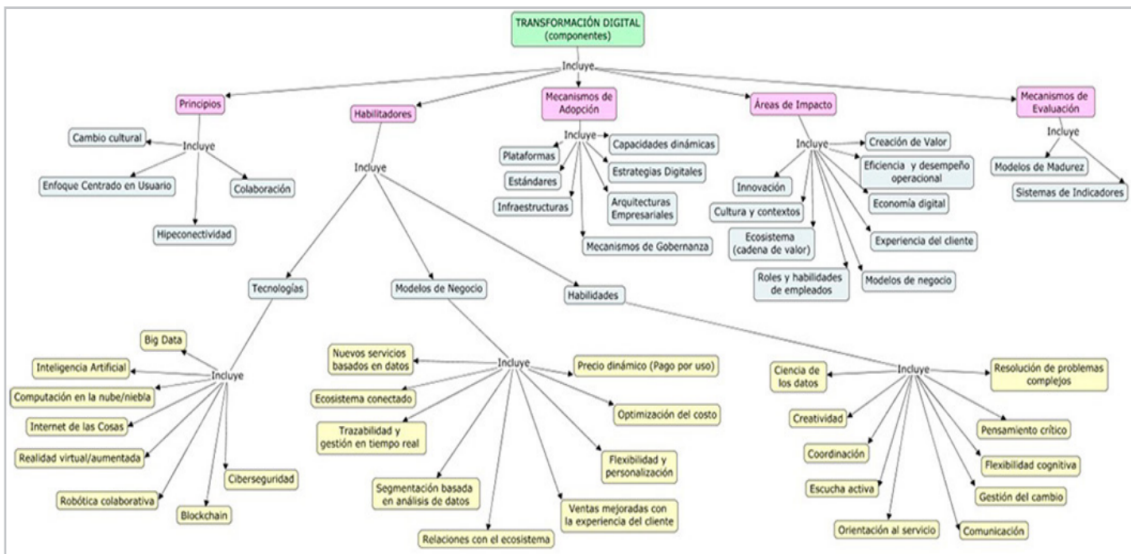 TRANSFORMACIÓN DIGITAL
(componentes)
Incluye
Principios
Habilitadores
Mecanismos de
Adopción
Áreas de Impacto
Mecanismos de
Evaluación
Incluye
Cambio cultural
Enfoque Centrado en Usuario
Colaboración
Hipeconectividad
Incluye
Incluye
Plataformas
Capacidades dinámicas
Estándares
Estrategias Digitales
Infraestructuras
Arquitecturas
Empresariales
Mecanismos de Gobernanza
Incluye
Creación de Valor
Eficiencia y desempeño
operacional
Innovación
Economía digital
Cultura y contextos
Ecosistema
(cadena de valor)
Experiencia del cliente
Roles y habilidades
de empleados
Modelos de negocio
Incluye
Modelos de Madurez
Sistemas de Indicadores
Tecnologías
Modelos de Negocio
Habilidades
Incluye
Big Data
Inteligencia Artificial
Computación en la nube/niebla
Internet de las Cosas
Realidad virtual/aumentada
Robótica colaborativa
Blockchain
Ciberseguridad
Incluye
Nuevos servicios
basados en datos
Precio dinámico (Pago por uso)
Ecosistema conectado
Optimización del costo
Trazabilidad y
gestión en tiempo real
Flexibilidad y
personalización
Segmentación basada
en análisis de datos
Ventas mejoradas con
la experiencia del cliente
Relaciones con el ecosistema
Incluye
Ciencia de
los datos
Resolución de problemas
complejos
Creatividad
Pensamiento crítico
Coordinación
Flexibilidad cognitiva
Escucha activa
Gestión del cambio
Orientación al servicio
Comunicación